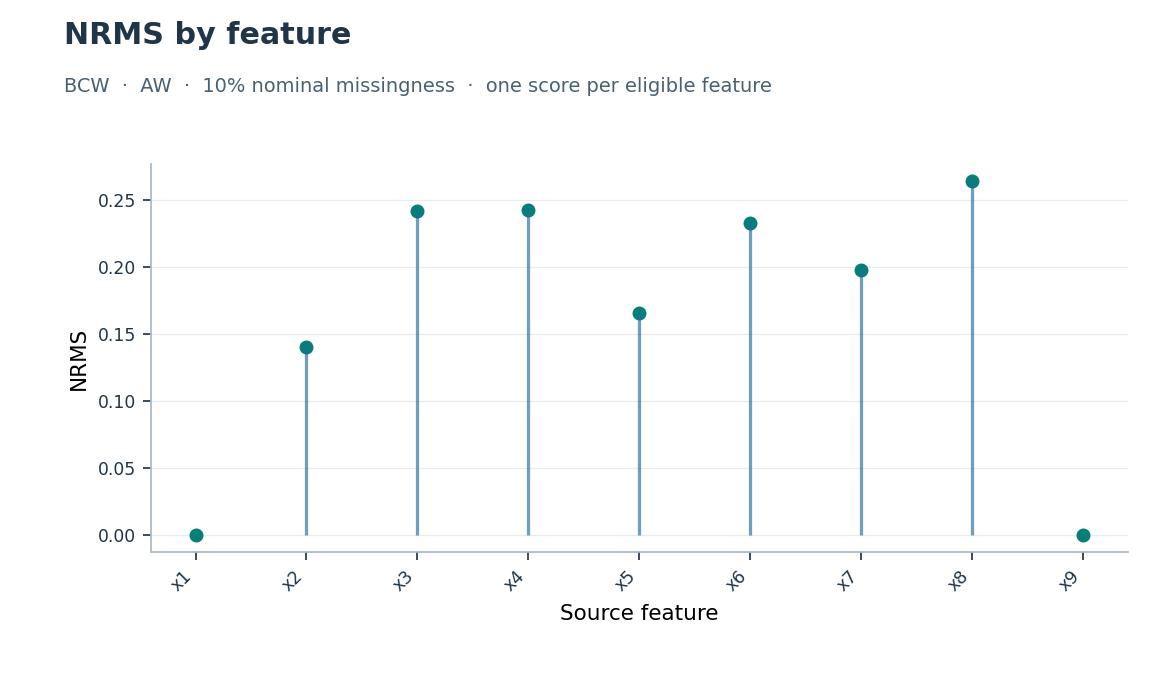 NRMS by feature
BCW · AW · 10% nominal missingness · one score per eligible feature
0.25
0.20
0.15
0.10
0.05
0.00
NRMS
x1 x2 x3 x4 x5 x6 x7 x8 x9
Source feature